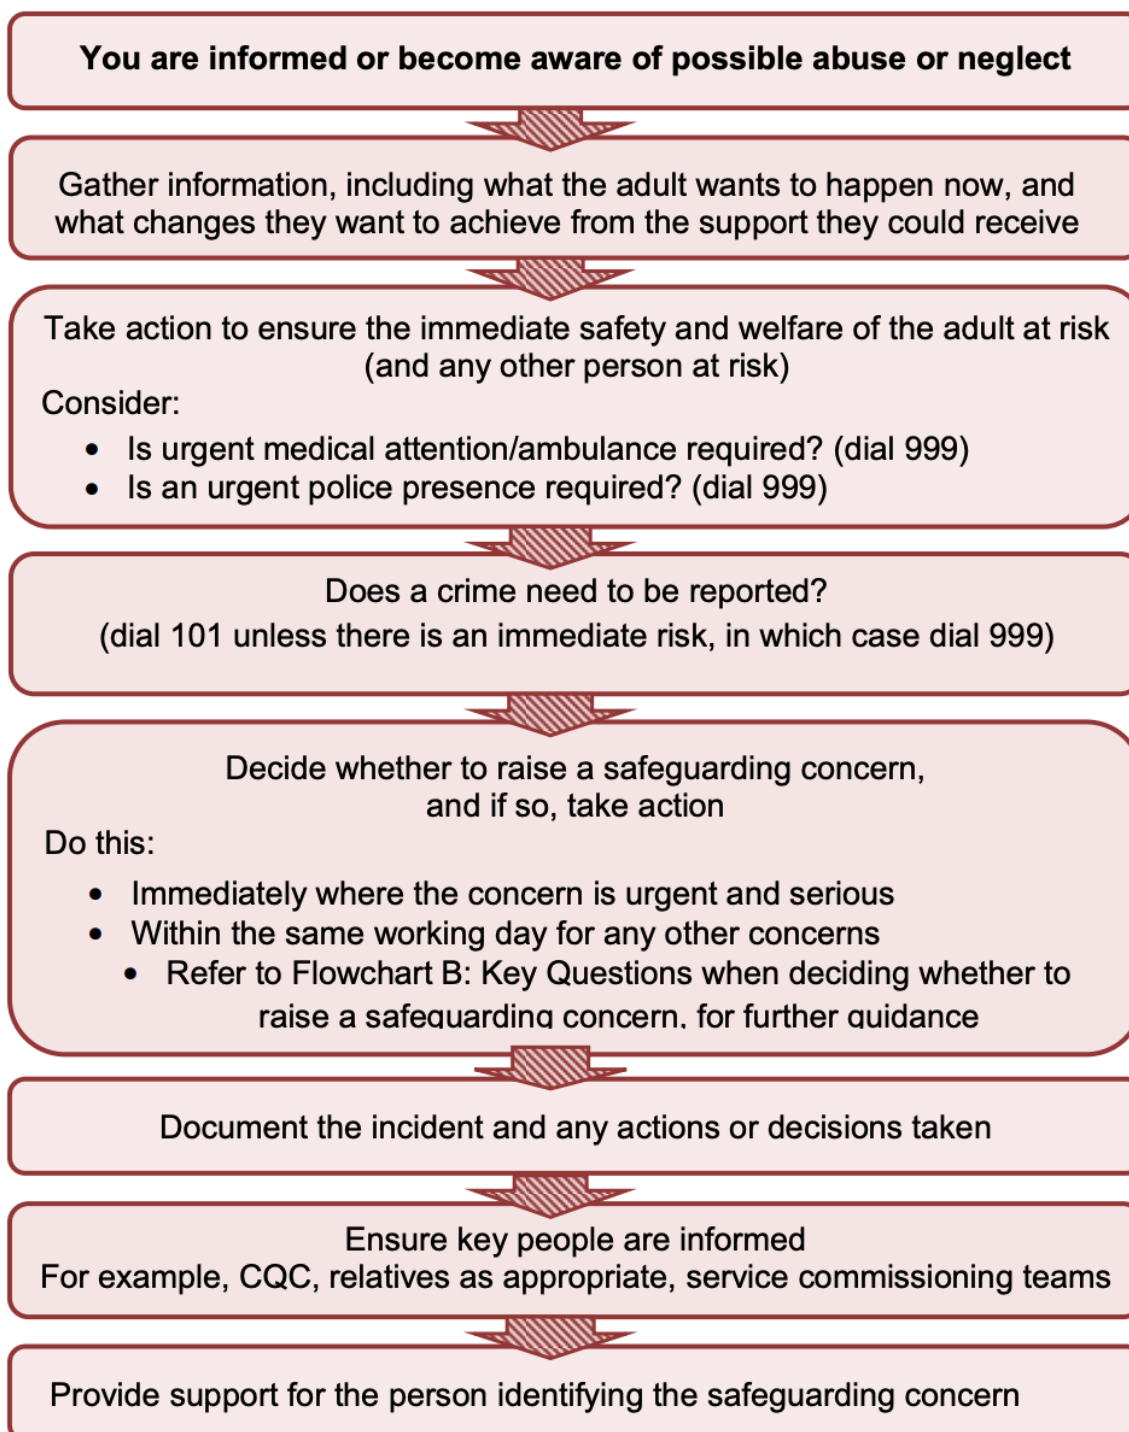 You are informed or become aware of possible abuse or neglect
Gather information, including what the adult wants to happen now, and
what changes they want to achieve from the support they could receive
Take action to ensure the immediate safety and welfare of the adult at risk
(and any other person at risk)
Consider:
• Is urgent medical attention/ambulance required? (dial 999)
• Is an urgent police presence required? (dial 999)
Does a crime need to be reported?
(dial 101 unless there is an immediate risk, in which case dial 999)
Decide whether to raise a safeguarding concern,
and if so, take action
Do this:
• Immediately where the concern is urgent and serious
• Within the same working day for any other concerns
• Refer to Flowchart B: Key Questions when deciding whether to
raise a safeguarding concern, for further guidance
Document the incident and any actions or decisions taken
Ensure key people are informed
For example, CQC, relatives as appropriate, service commissioning teams
Provide support for the person identifying the safeguarding concern